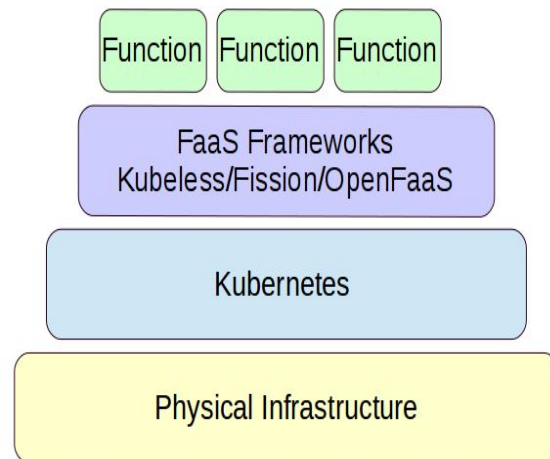 Function Function Function
FaaS Frameworks
Kubeless/Fission/OpenFaaS
Kubernetes
Physical Infrastructure